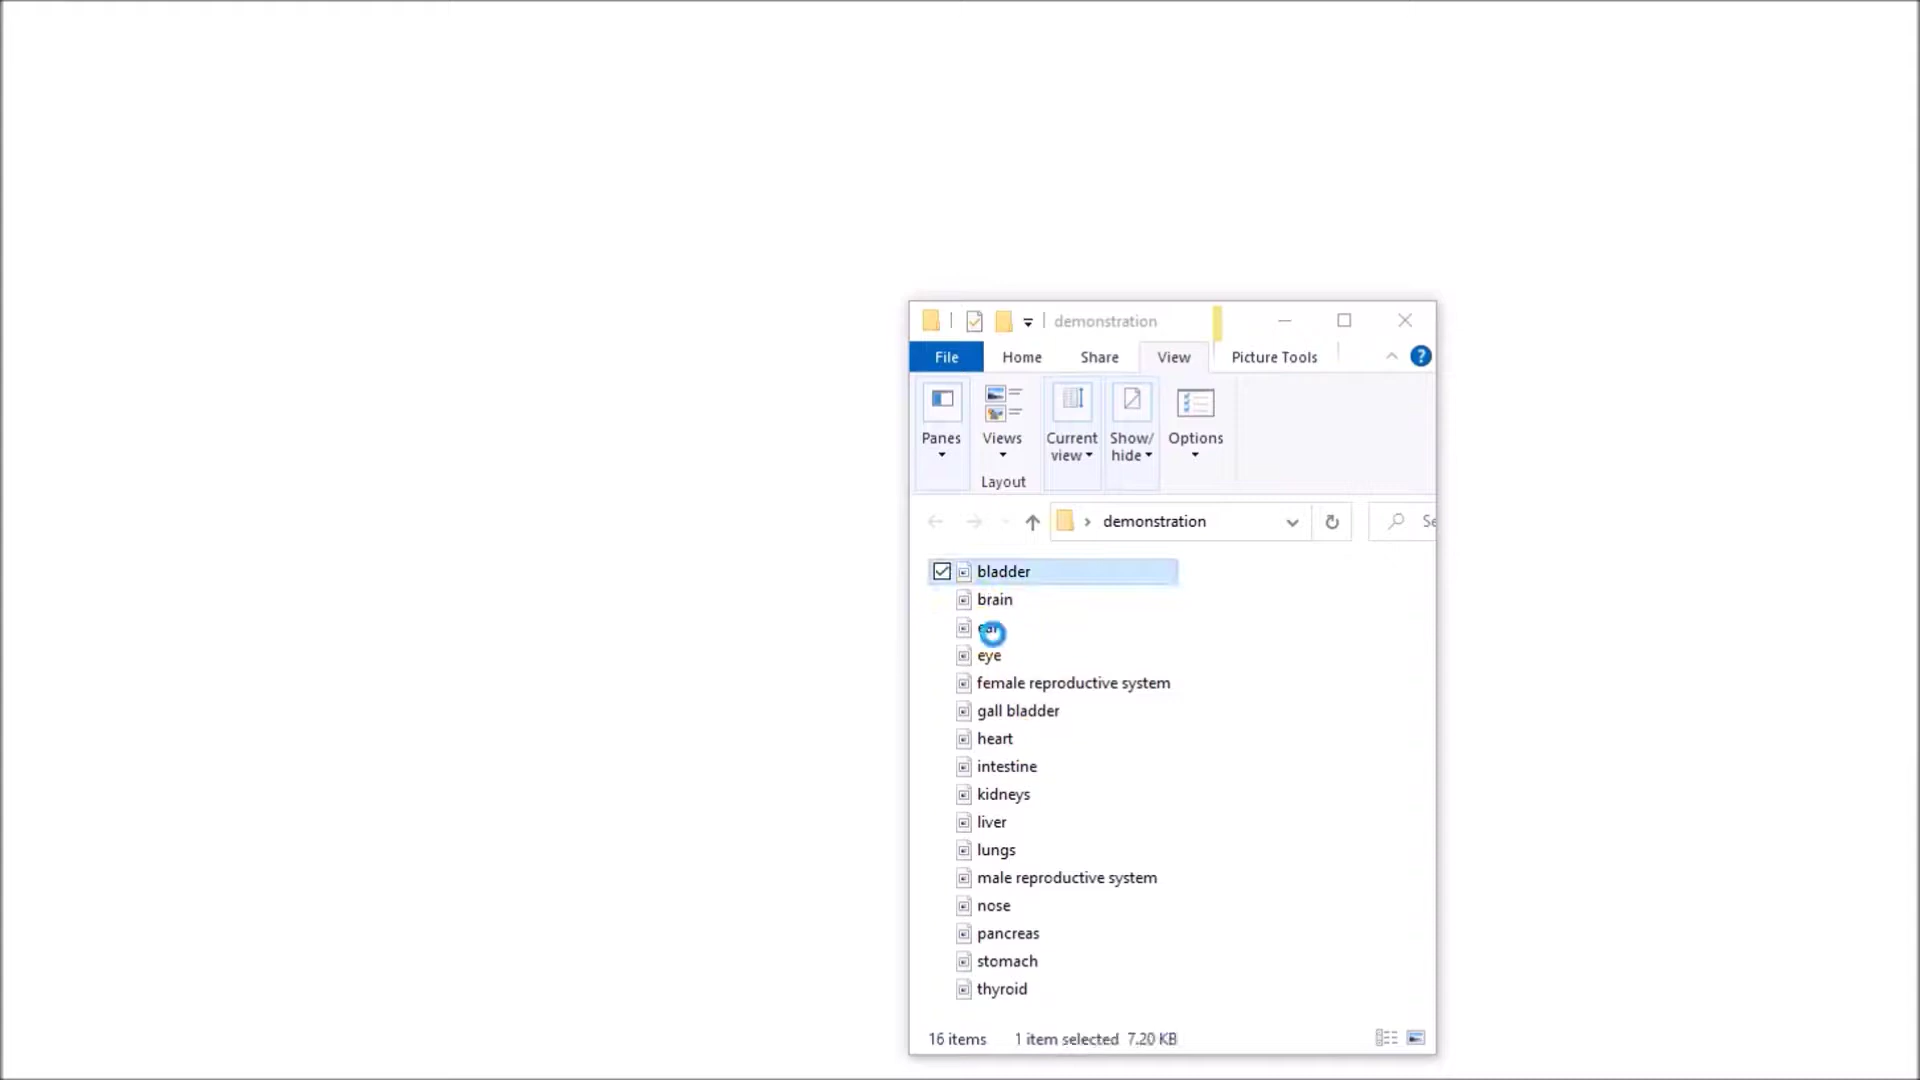 demonstration
File Home Share View Picture Tools
?
Panes Views Current view Show/ hide Options
Layout
demonstration Se
bladder
brain
ear
eye
female reproductive system
gall bladder
heart
intestine
kidneys
liver
lungs
male reproductive system
nose
pancreas
stomach
thyroid
16 items 1 item selected 7.20 KB